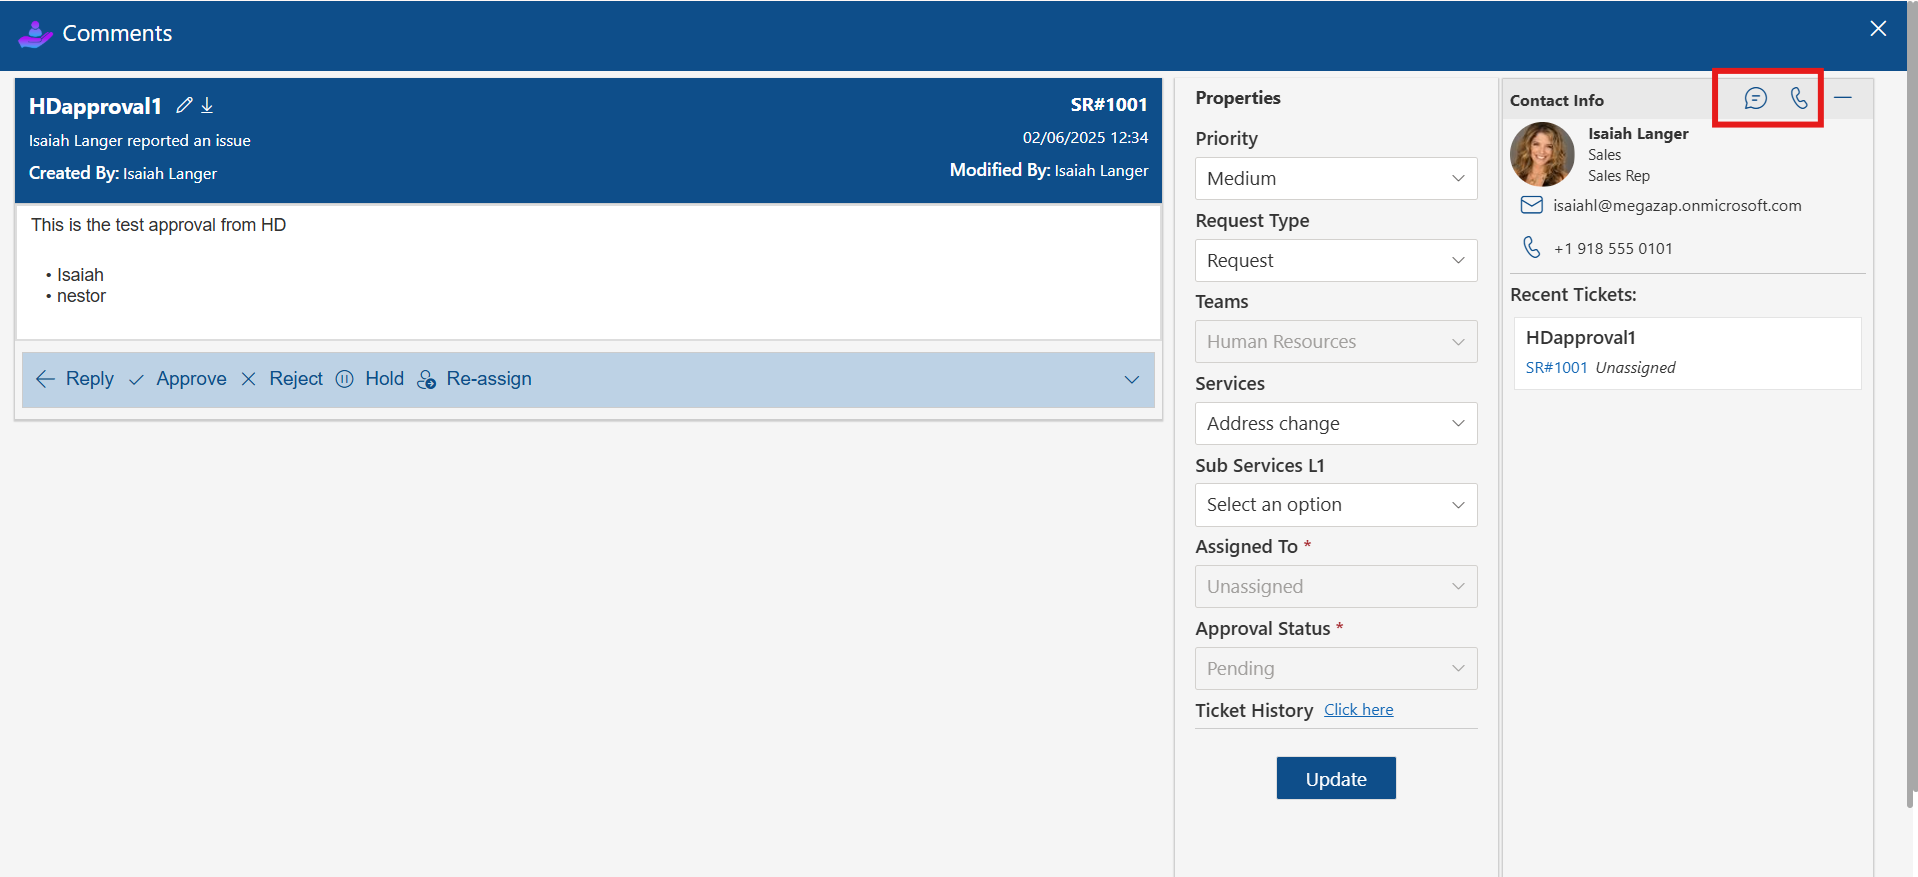 Comments
HDapproval1
SR#1001
Isaiah Langer reported an issue
02/06/2025 12:34
Created By: Isaiah Langer
Modified By: Isaiah Langer
This is the test approval from HD
• Isaiah
• nestor
Reply Approve Reject Hold Re-assign
Properties
Priority
Medium
Request Type
Request
Teams
Human Resources
Services
Address change
Sub Services L1
Select an option
Assigned To *
Unassigned
Approval Status *
Pending
Ticket History Click here
Update
Contact Info
Isaiah Langer
Sales
Sales Rep
isaiahl@megazap.onmicrosoft.com
+1 918 555 0101
Recent Tickets:
HDapproval1
SR#1001 Unassigned